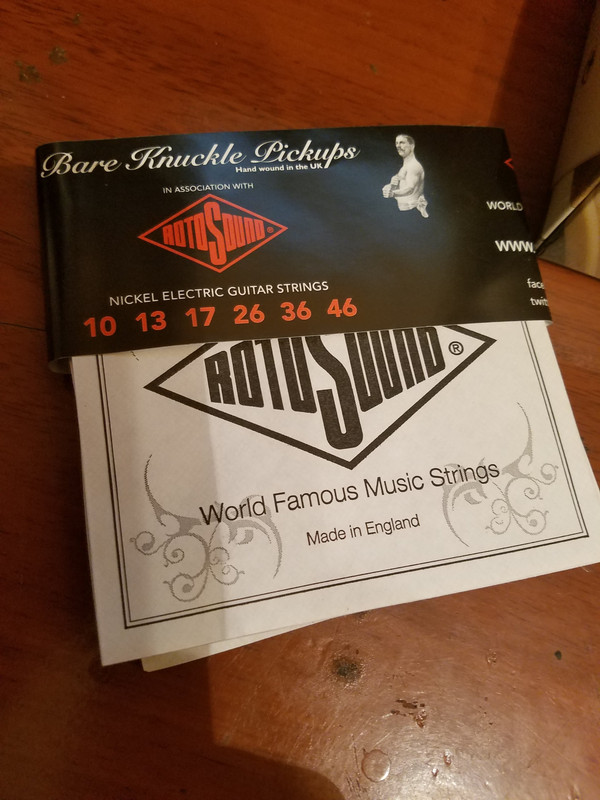 Bare Knuckle Pickups
Hand wound in the UK
IN ASSOCIATION WITH
ROTOSOUND®
NICKEL ELECTRIC GUITAR STRINGS
10 13 17 26 36 46
WORLD
www.
ROTOSOUND®
World Famous Music Strings
Made in England